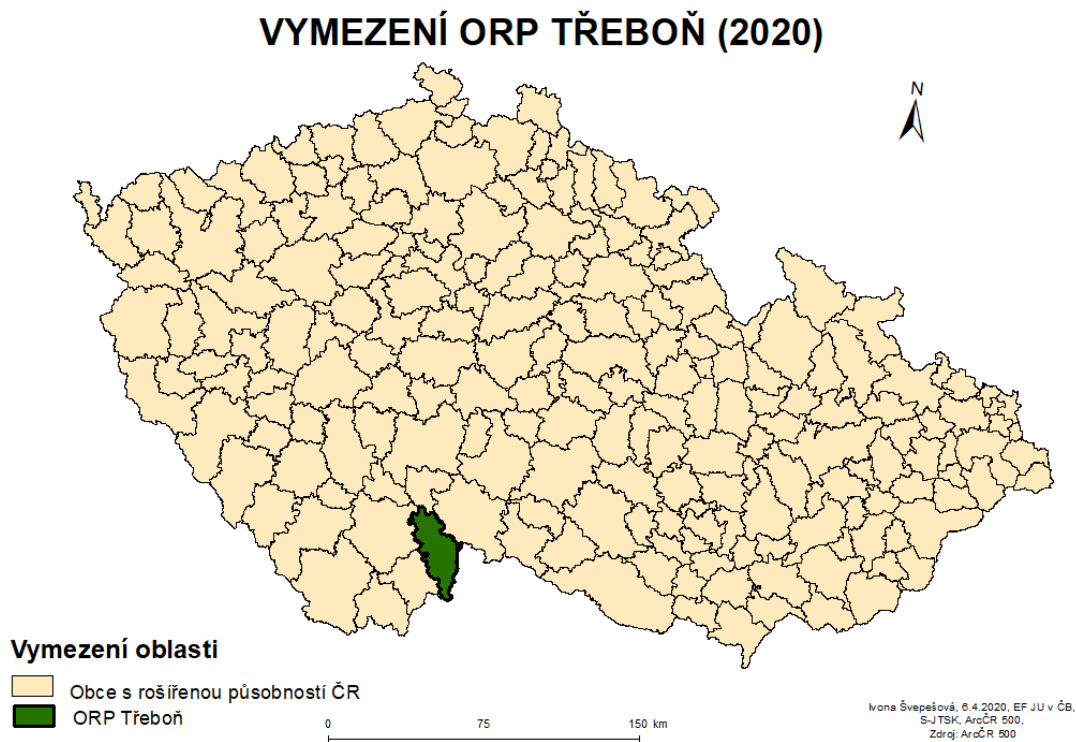 VYMEZENÍ ORP TŘEBOŇ (2020)
N
Vymezení oblasti
Obce s rošířenou působností ČR
ORP Třeboň
0 75 150 km
Ivona Švepešová, 6.4.2020, EF JU v ČB,
S-JTSK, ArcČR 500,
Zdroj: ArcČR 500